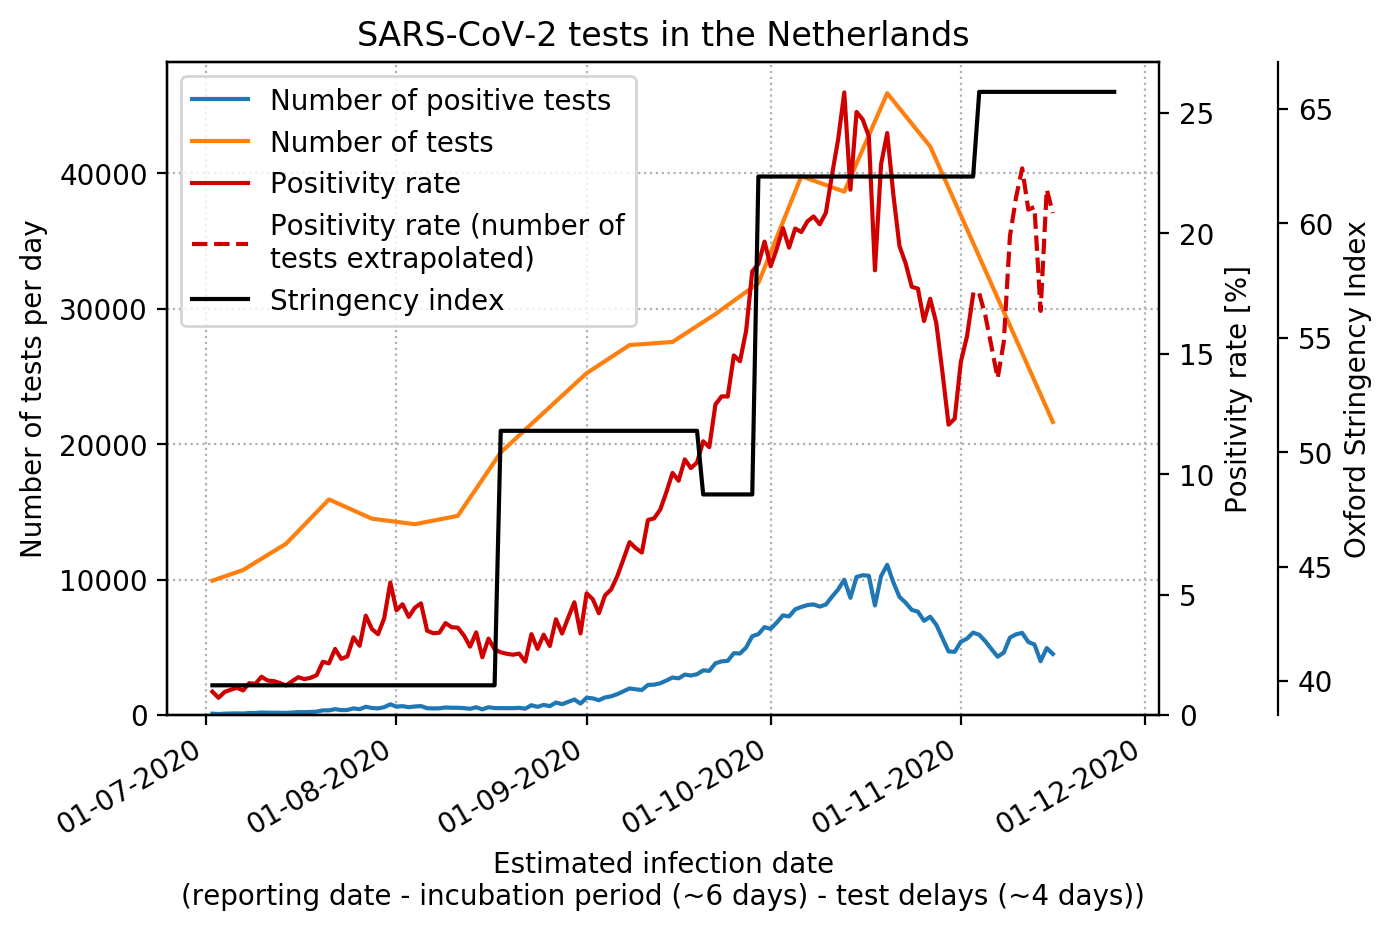 SARS-CoV-2 tests in the Netherlands
Number of positive tests
Number of tests
Positivity rate
Positivity rate (number of
tests extrapolated)
Stringency index
Number of tests per day
40000
30000
20000
10000
0
Positivity rate [%]
25
20
15
10
5
0
Oxford Stringency Index
65
60
55
50
45
40
01-07-2020
01-08-2020
01-09-2020
01-10-2020
01-11-2020
01-12-2020
Estimated infection date
(reporting date - incubation period (~6 days) - test delays (~4 days))